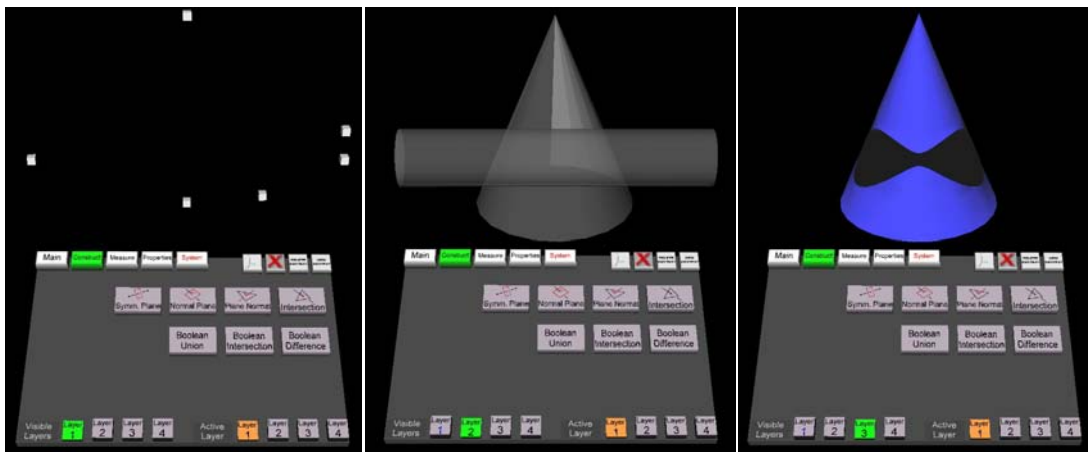 Main Construct Measure Properties System
Symm. Plane Normal Plane Plane Normal Intersection
Boolean Union Boolean Intersection Boolean Difference
Visible Layers Layer 1 Layer 2 Layer 3 Layer 4 Active Layer Layer 1 Layer 2 Layer 3 Layer 4
Main Construct Measure Properties System
Symm. Plane Normal Plane Plane Normal Intersection
Boolean Union Boolean Intersection Boolean Difference
Visible Layers Layer 1 Layer 2 Layer 3 Layer 4 Active Layer Layer 1 Layer 2 Layer 3 Layer 4
Main Construct Measure Properties System
Symm. Plane Normal Plane Plane Normal Intersection
Boolean Union Boolean Intersection Boolean Difference
Visible Layers Layer 1 Layer 2 Layer 3 Layer 4 Active Layer Layer 1 Layer 2 Layer 3 Layer 4